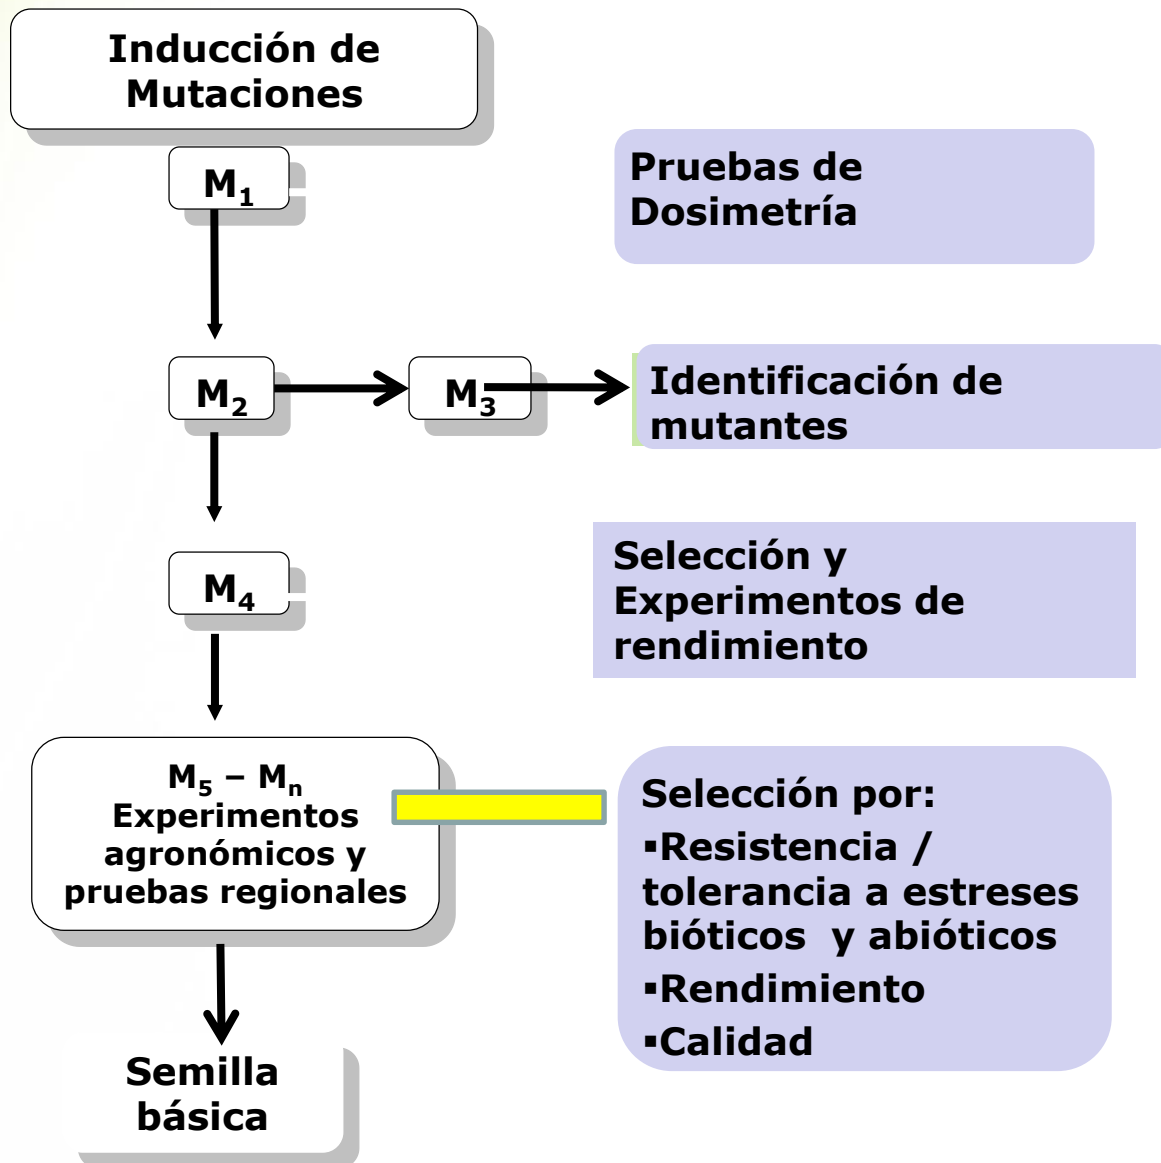 Inducción de
Mutaciones
M₁
Pruebas de
Dosimetría
M₂
M₃
Identificación de
mutantes
M₄
Selección y
Experimentos de
rendimiento
M₅ – Mₙ
Experimentos
agronómicos y
pruebas regionales
Selección por:
▪Resistencia /
tolerancia a estreses
bióticos y abióticos
▪Rendimiento
▪Calidad
Semilla
básica